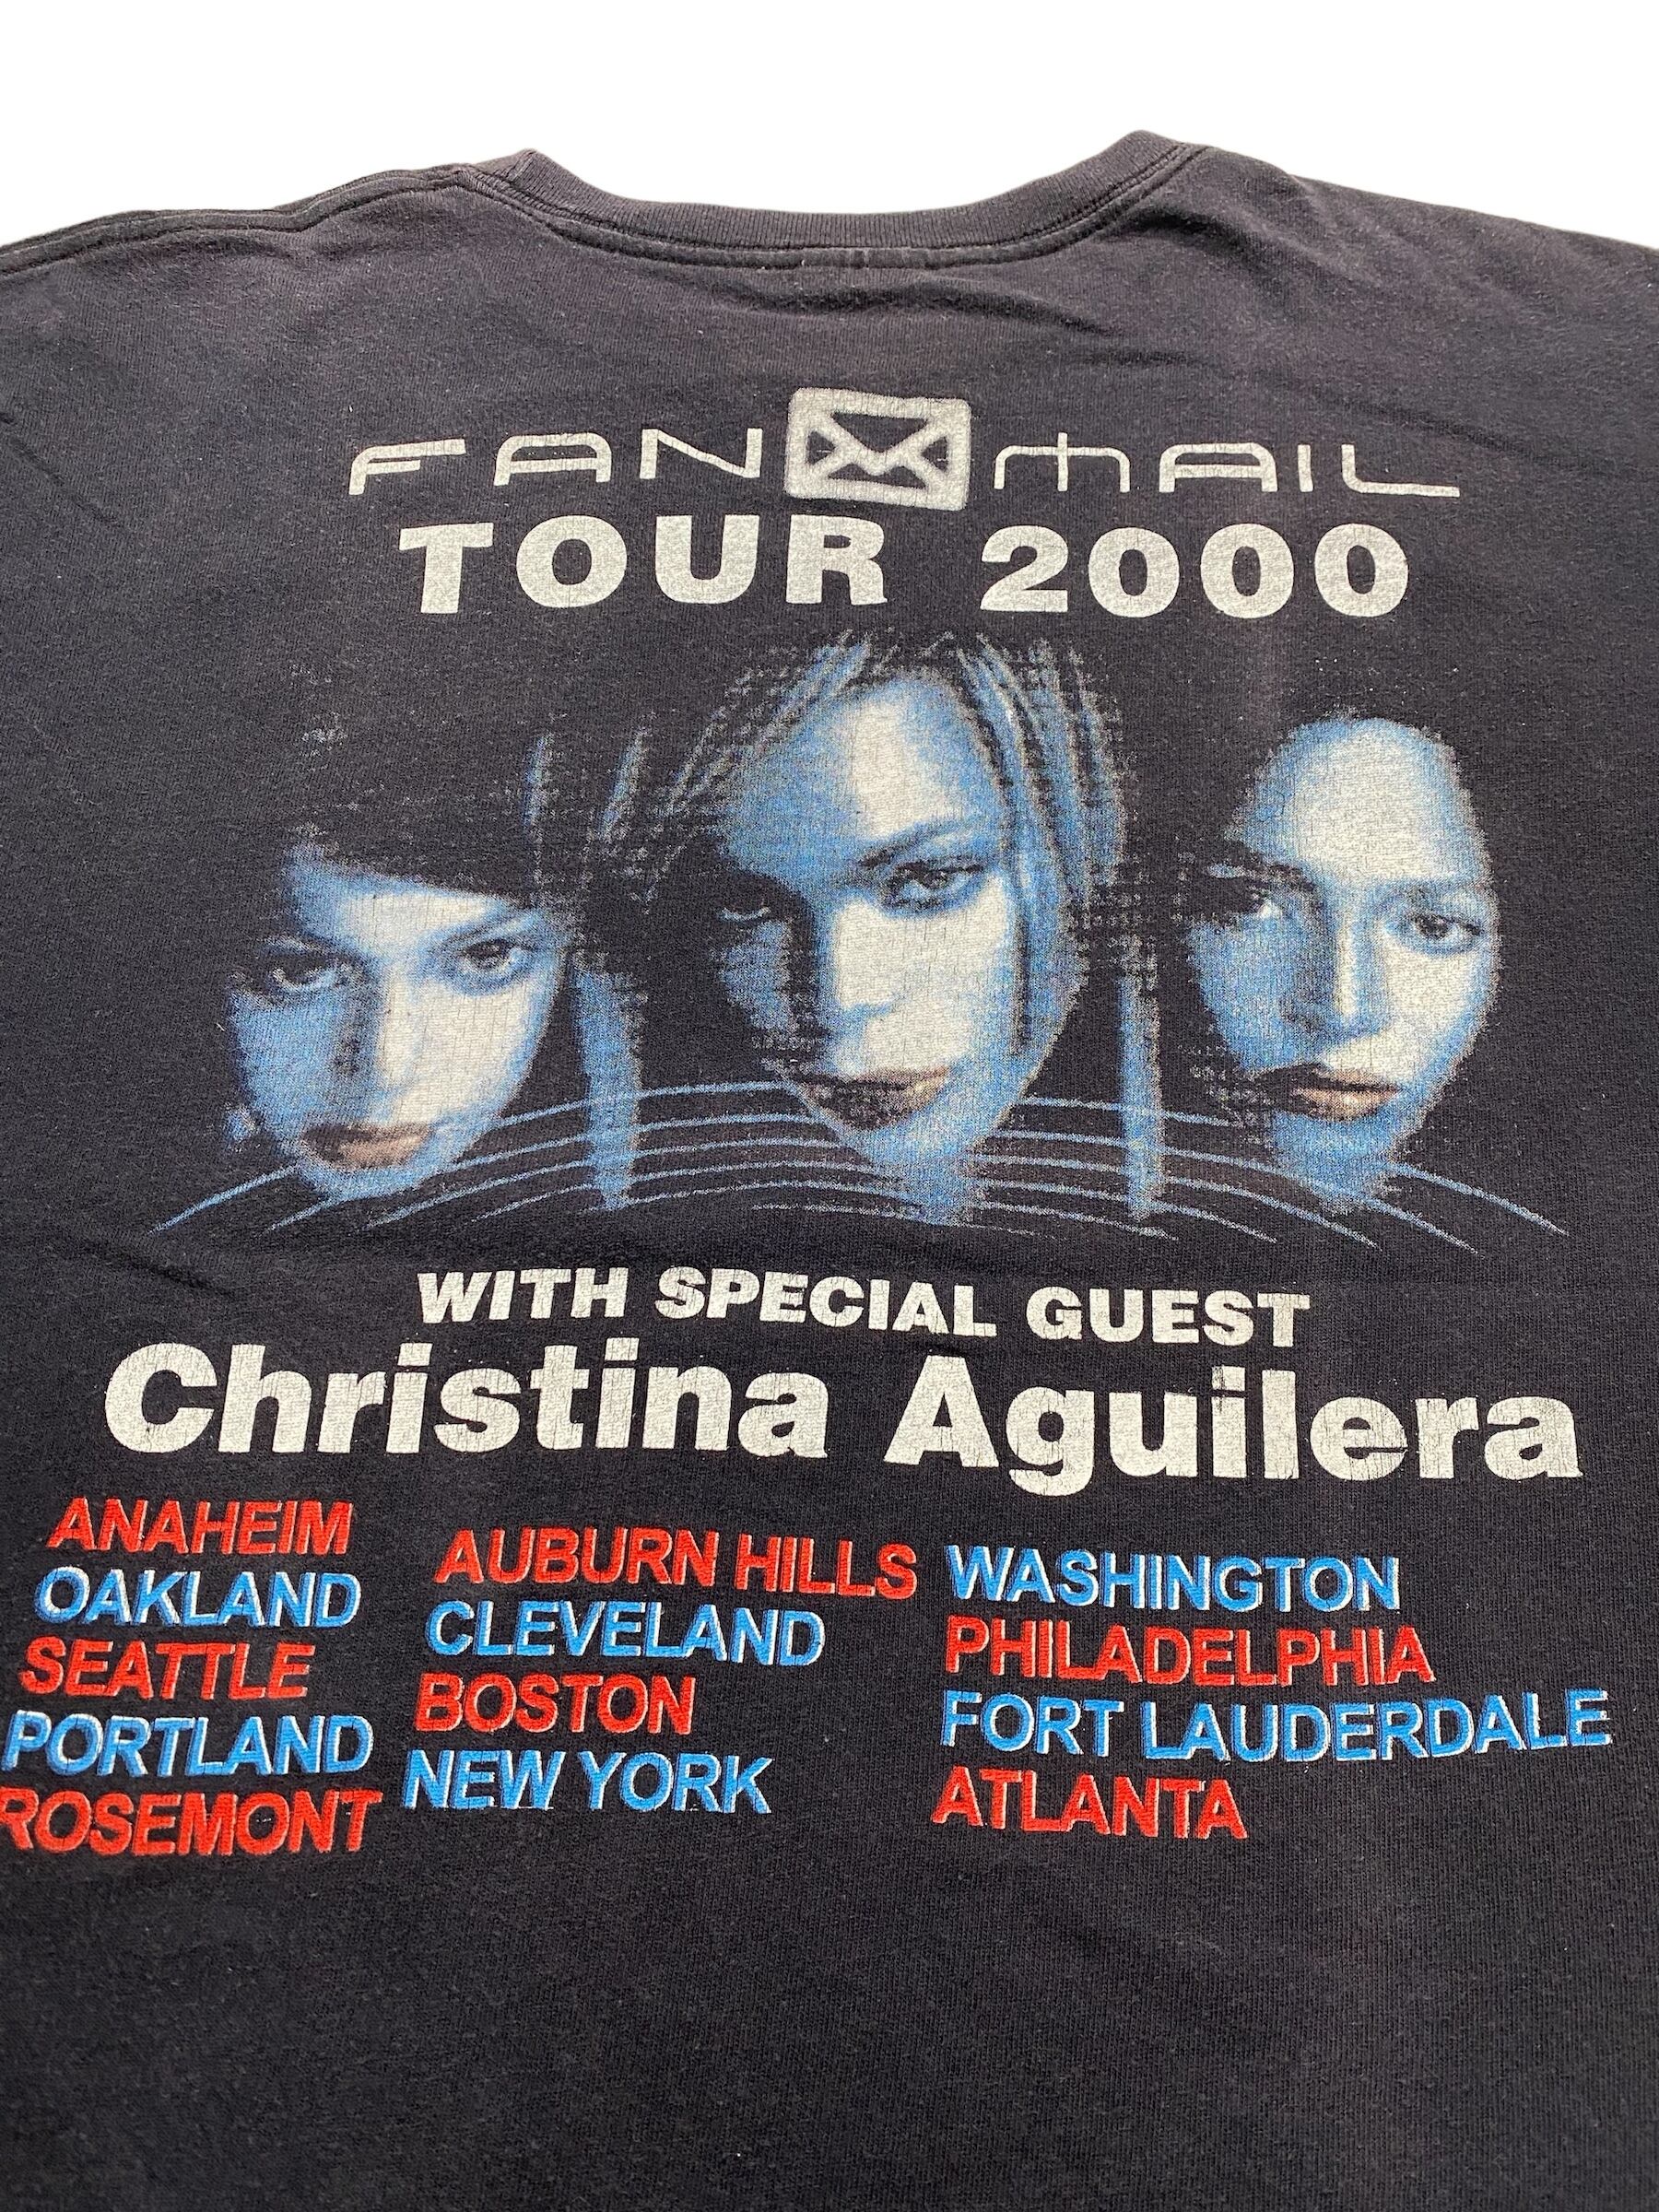 FAN MAIL
TOUR 2000
WITH SPECIAL GUEST
Christina Aguilera
ANAHEIM
OAKLAND
SEATTLE
PORTLAND
ROSEMONT
AUBURN HILLS
CLEVELAND
BOSTON
NEW YORK
WASHINGTON
PHILADELPHIA
FORT LAUDERDALE
ATLANTA